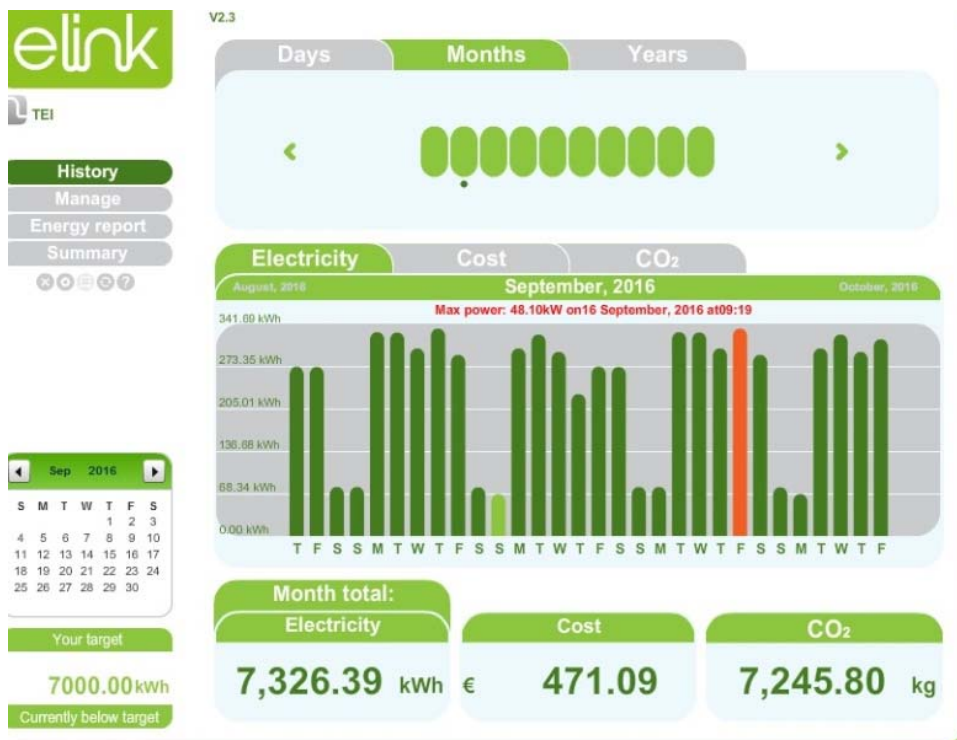 elink
V2.3
TEI
Days Months Years
History
Manage
Energy report
Summary
Electricity Cost CO₂
August, 2016 September, 2016 October, 2016
Max power: 48.10kW on16 September, 2016 at09:19
341.69 kWh
273.35 kWh
205.01 kWh
136.68 kWh
68.34 kWh
0.00 kWh
T F S S M T W T F S S M T W T F S S M T W T F S S M T W T F
Sep 2016
S M T W T F S
1 2 3
4 5 6 7 8 9 10
11 12 13 14 15 16 17
18 19 20 21 22 23 24
25 26 27 28 29 30
Your target
7000.00 kWh
Currently below target
Month total:
Electricity
7,326.39 kWh
Cost
€ 471.09
CO₂
7,245.80 kg